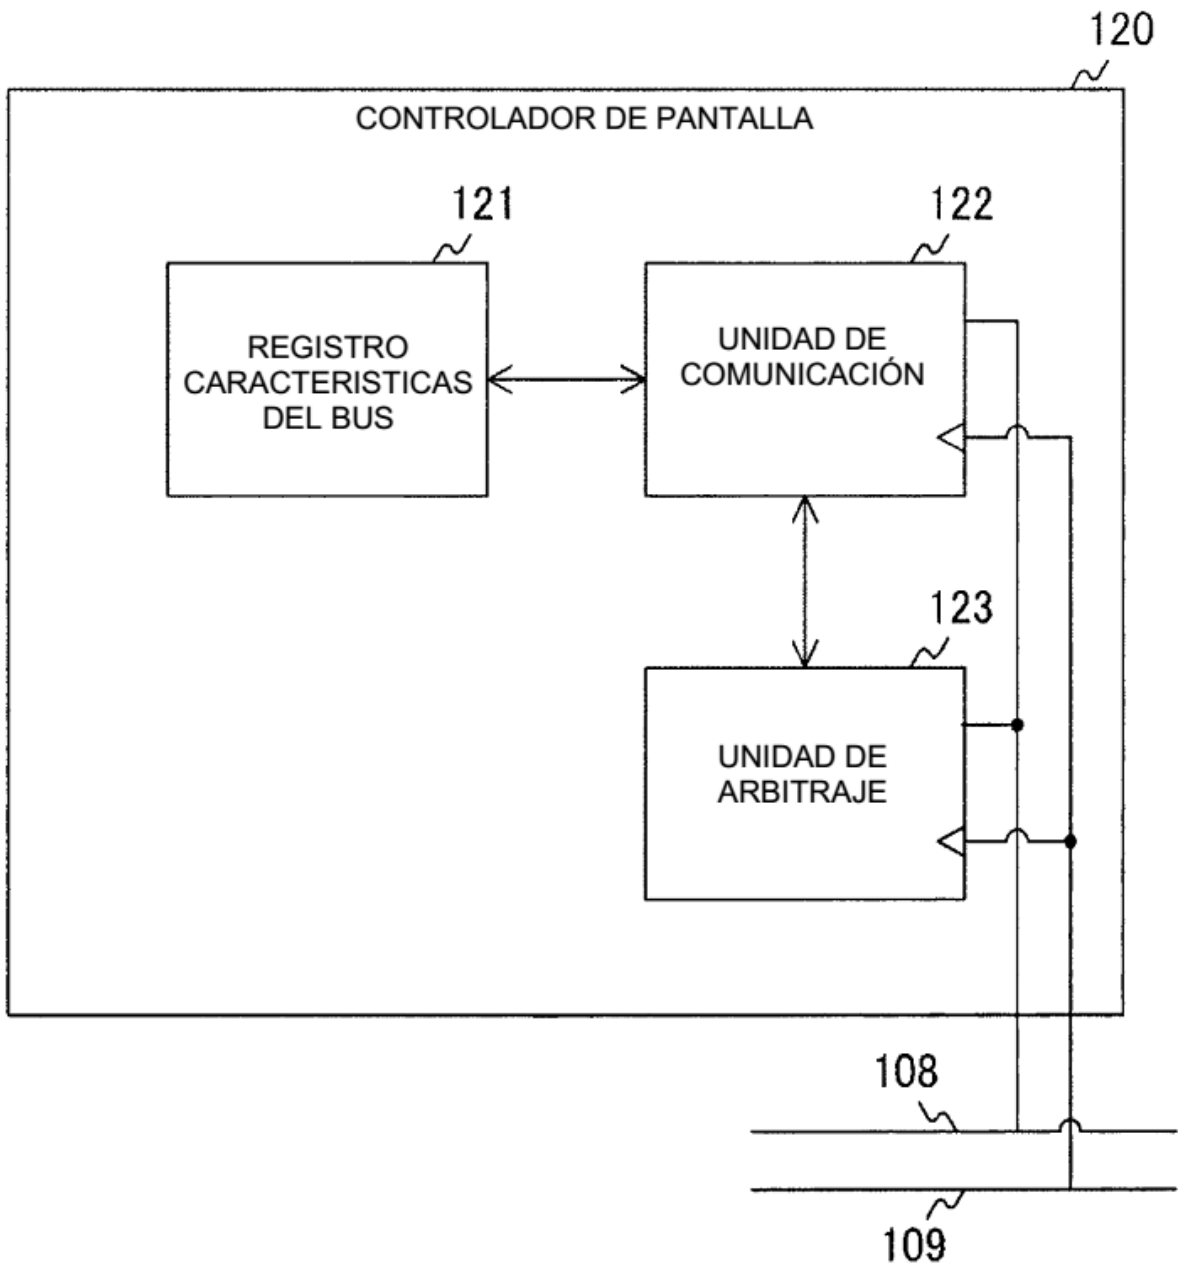 120
CONTROLADOR DE PANTALLA
121
122
REGISTRO
CARACTERISTICAS
DEL BUS
UNIDAD DE
COMUNICACIÓN
123
UNIDAD DE
ARBITRAJE
108
109